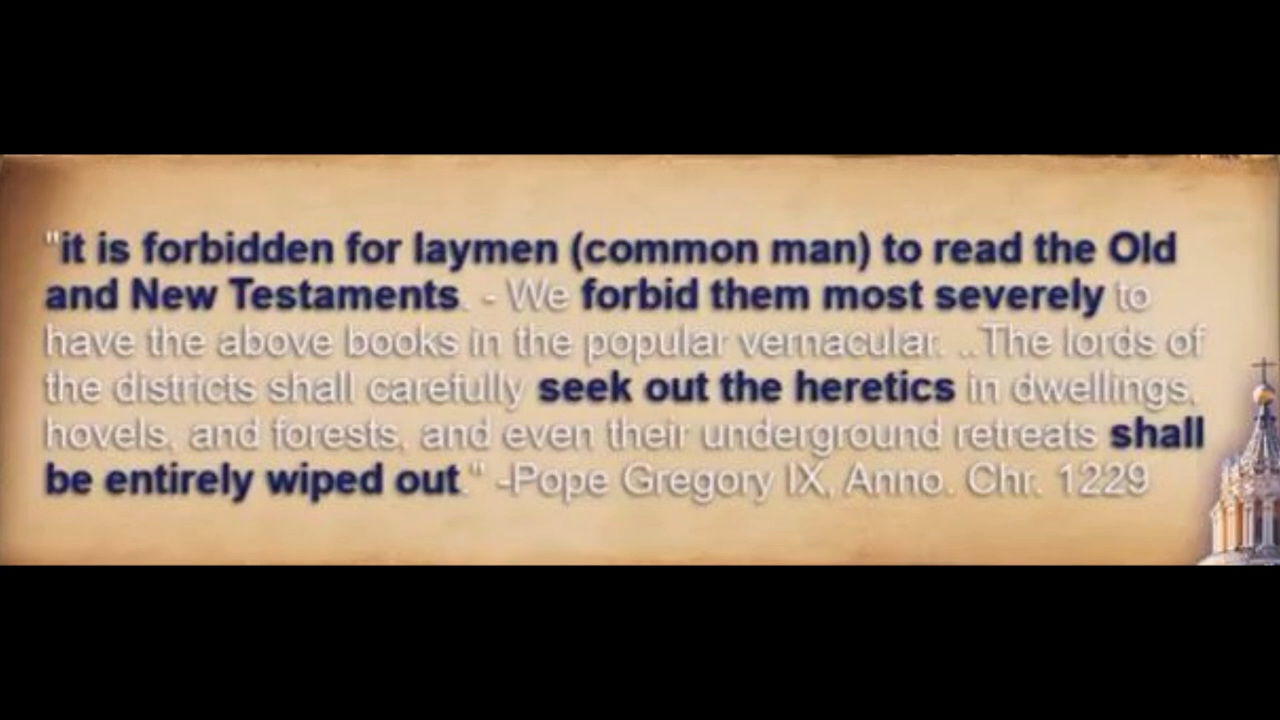 "it is forbidden for laymen (common man) to read the Old
and New Testaments. - We forbid them most severely to
have the above books in the popular vernacular. ..The lords of
the districts shall carefully seek out the heretics in dwellings,
hovels, and forests, and even their underground retreats shall
be entirely wiped out." -Pope Gregory IX, Anno. Chr. 1229